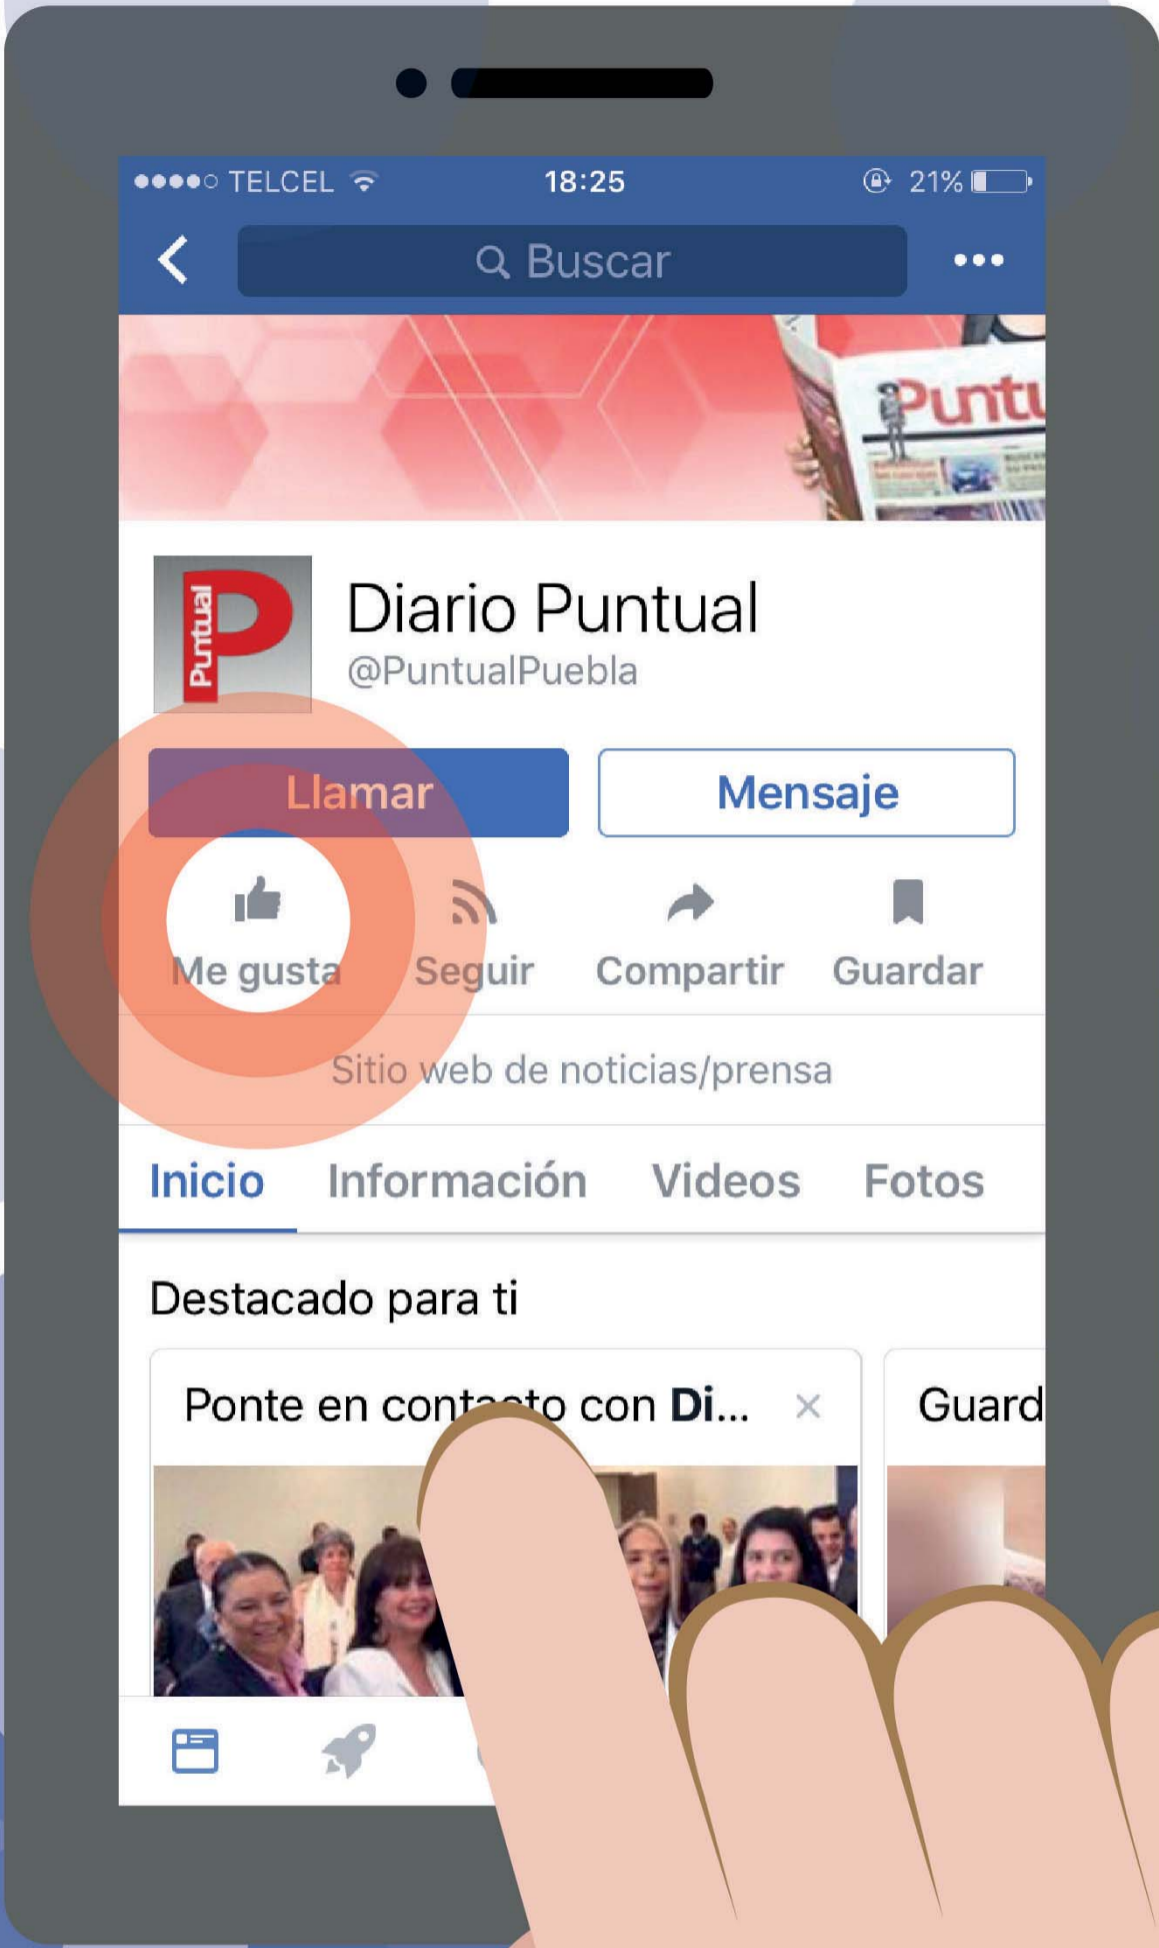 TELCEL 18:25 21%
Buscar
Puntu
Puntual
Diario Puntual
@PuntualPuebla
Llamar Mensaje
Me gusta Seguir Compartir Guardar
Sitio web de noticias/prensa
Inicio Información Videos Fotos
Destacado para ti
Ponte en contacto con Di... Guard